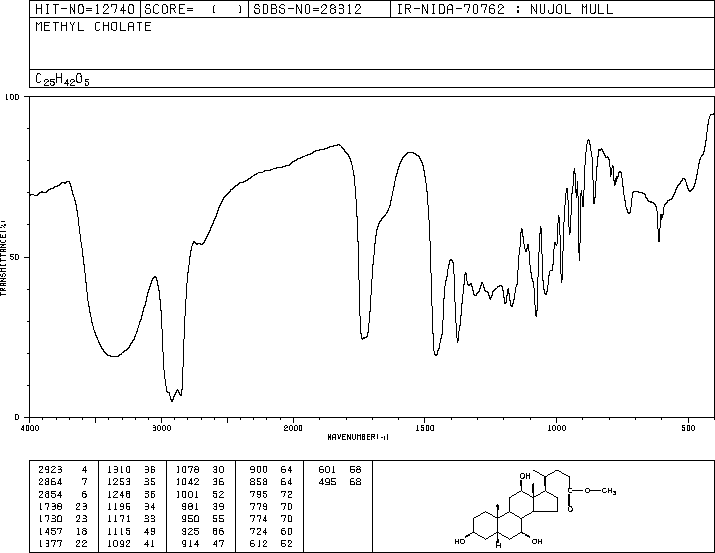 HIT-NO=12740 SCORE= ( ) SDBS-NO=28312 IR-NIDA-70762 : NUJOL MULL
METHYL CHOLATE
C25H42O5
100
50
0
TRANSMITTANCE(%)
4000 3000 2000 1500 1000 500
WAVENUMBER(-1)
2923 4 1310 36 1078 30 900 64 601 58
2864 7 1253 35 1042 36 858 64 495 68
2854 6 1248 36 1001 52 795 72
1738 23 1195 34 981 39 779 70
1730 23 1171 33 950 55 774 70
1457 18 1115 49 925 66 724 60
1377 22 1092 41 914 47 612 52
OH
O—CH3
O
HO
H
OH